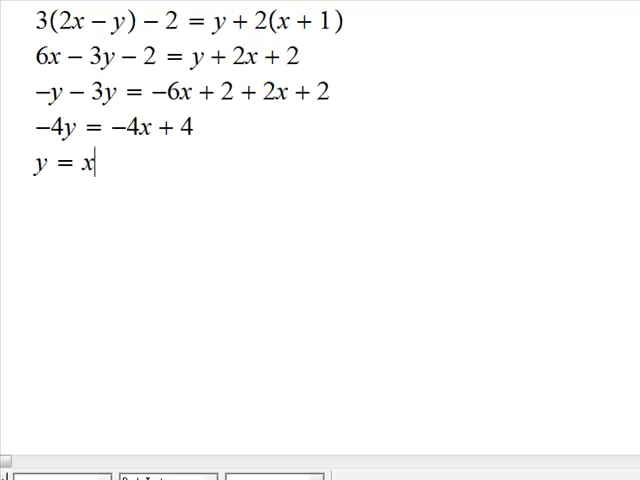 3(2x − y) − 2 = y + 2(x + 1)
6x − 3y − 2 = y + 2x + 2
−y − 3y = −6x + 2 + 2x + 2
−4y = −4x + 4
y = x